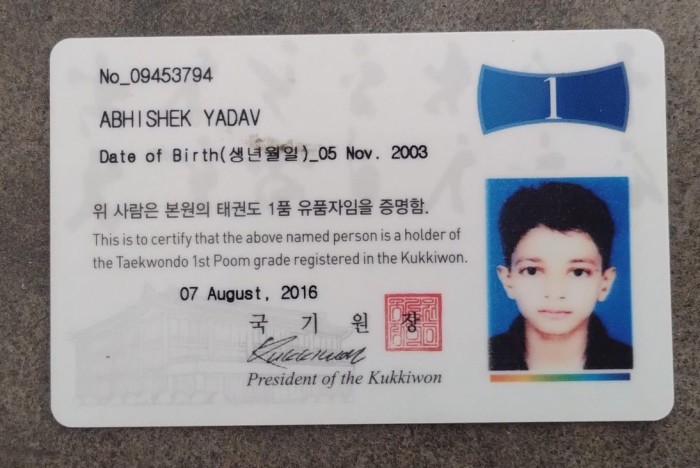 No_09453794
1
ABHISHEK YADAV
Date of Birth(생년월일)_05 Nov. 2003
위 사람은 본원의 태권도 1품 유품자임을 증명함.
This is to certify that the above named person is a holder of
the Taekwondo 1st Poom grade registered in the Kukkiwon.
07 August, 2016
국 기 원 장
Kukkiwon
President of the Kukkiwon